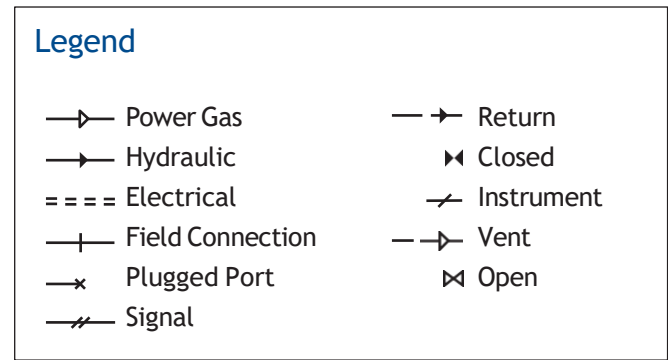 Legend
Power Gas
Hydraulic
Electrical
Field Connection
Plugged Port
Signal
Return
Closed
Instrument
Vent
Open